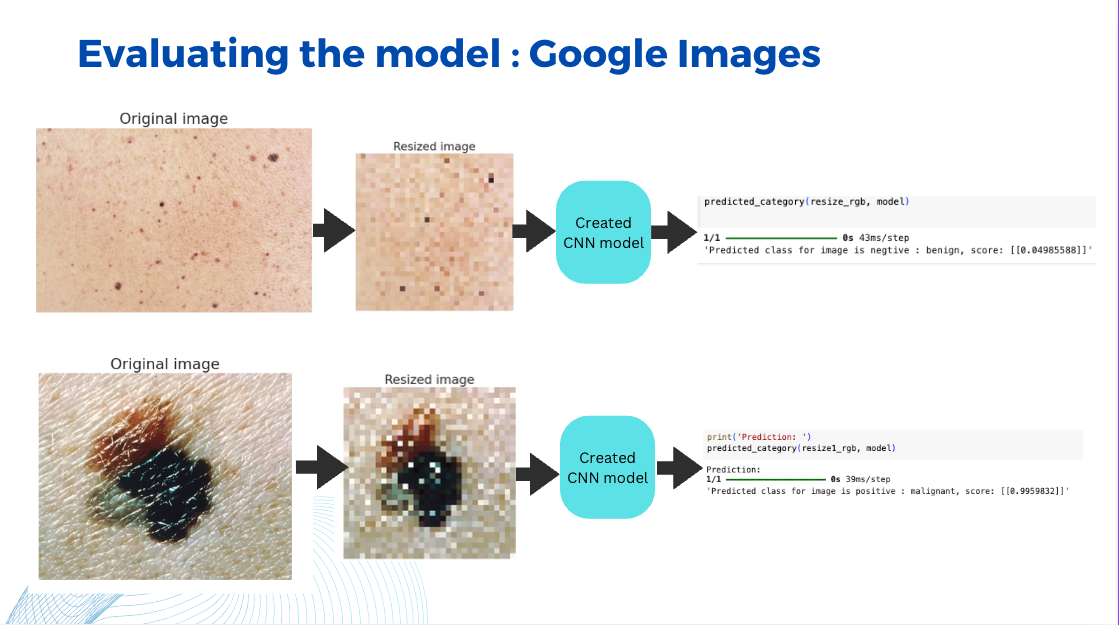 Evaluating the model : Google Images
Original image
Resized image
Created
CNN model
predicted_category(resize_rgb, model)
1/1 0s 43ms/step
'Predicted class for image is negtive : benign, score: [[0.04985588]]'
Original image
Resized image
Created
CNN model
print('Prediction: ')
predicted_category(resize1_rgb, model)
Prediction:
1/1 0s 39ms/step
'Predicted class for image is positive : malignant, score: [[0.9959832]]'